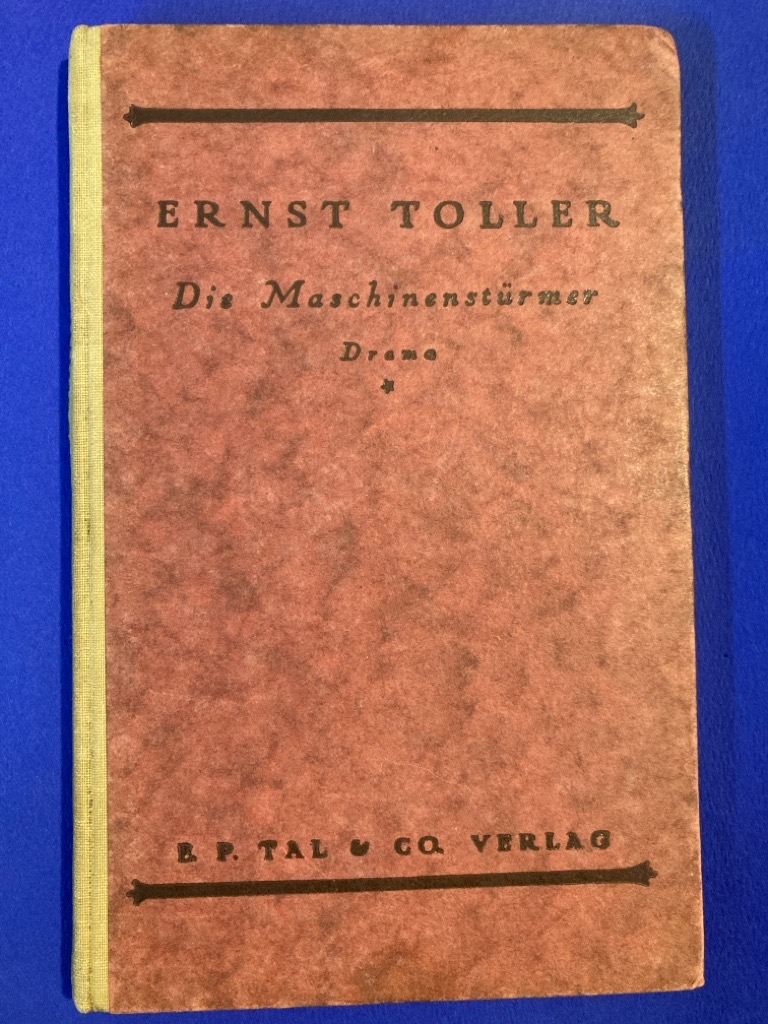 ERNST TOLLER
Die Maschinenstürmer
Drama
E. P. TAL & CO. VERLAG